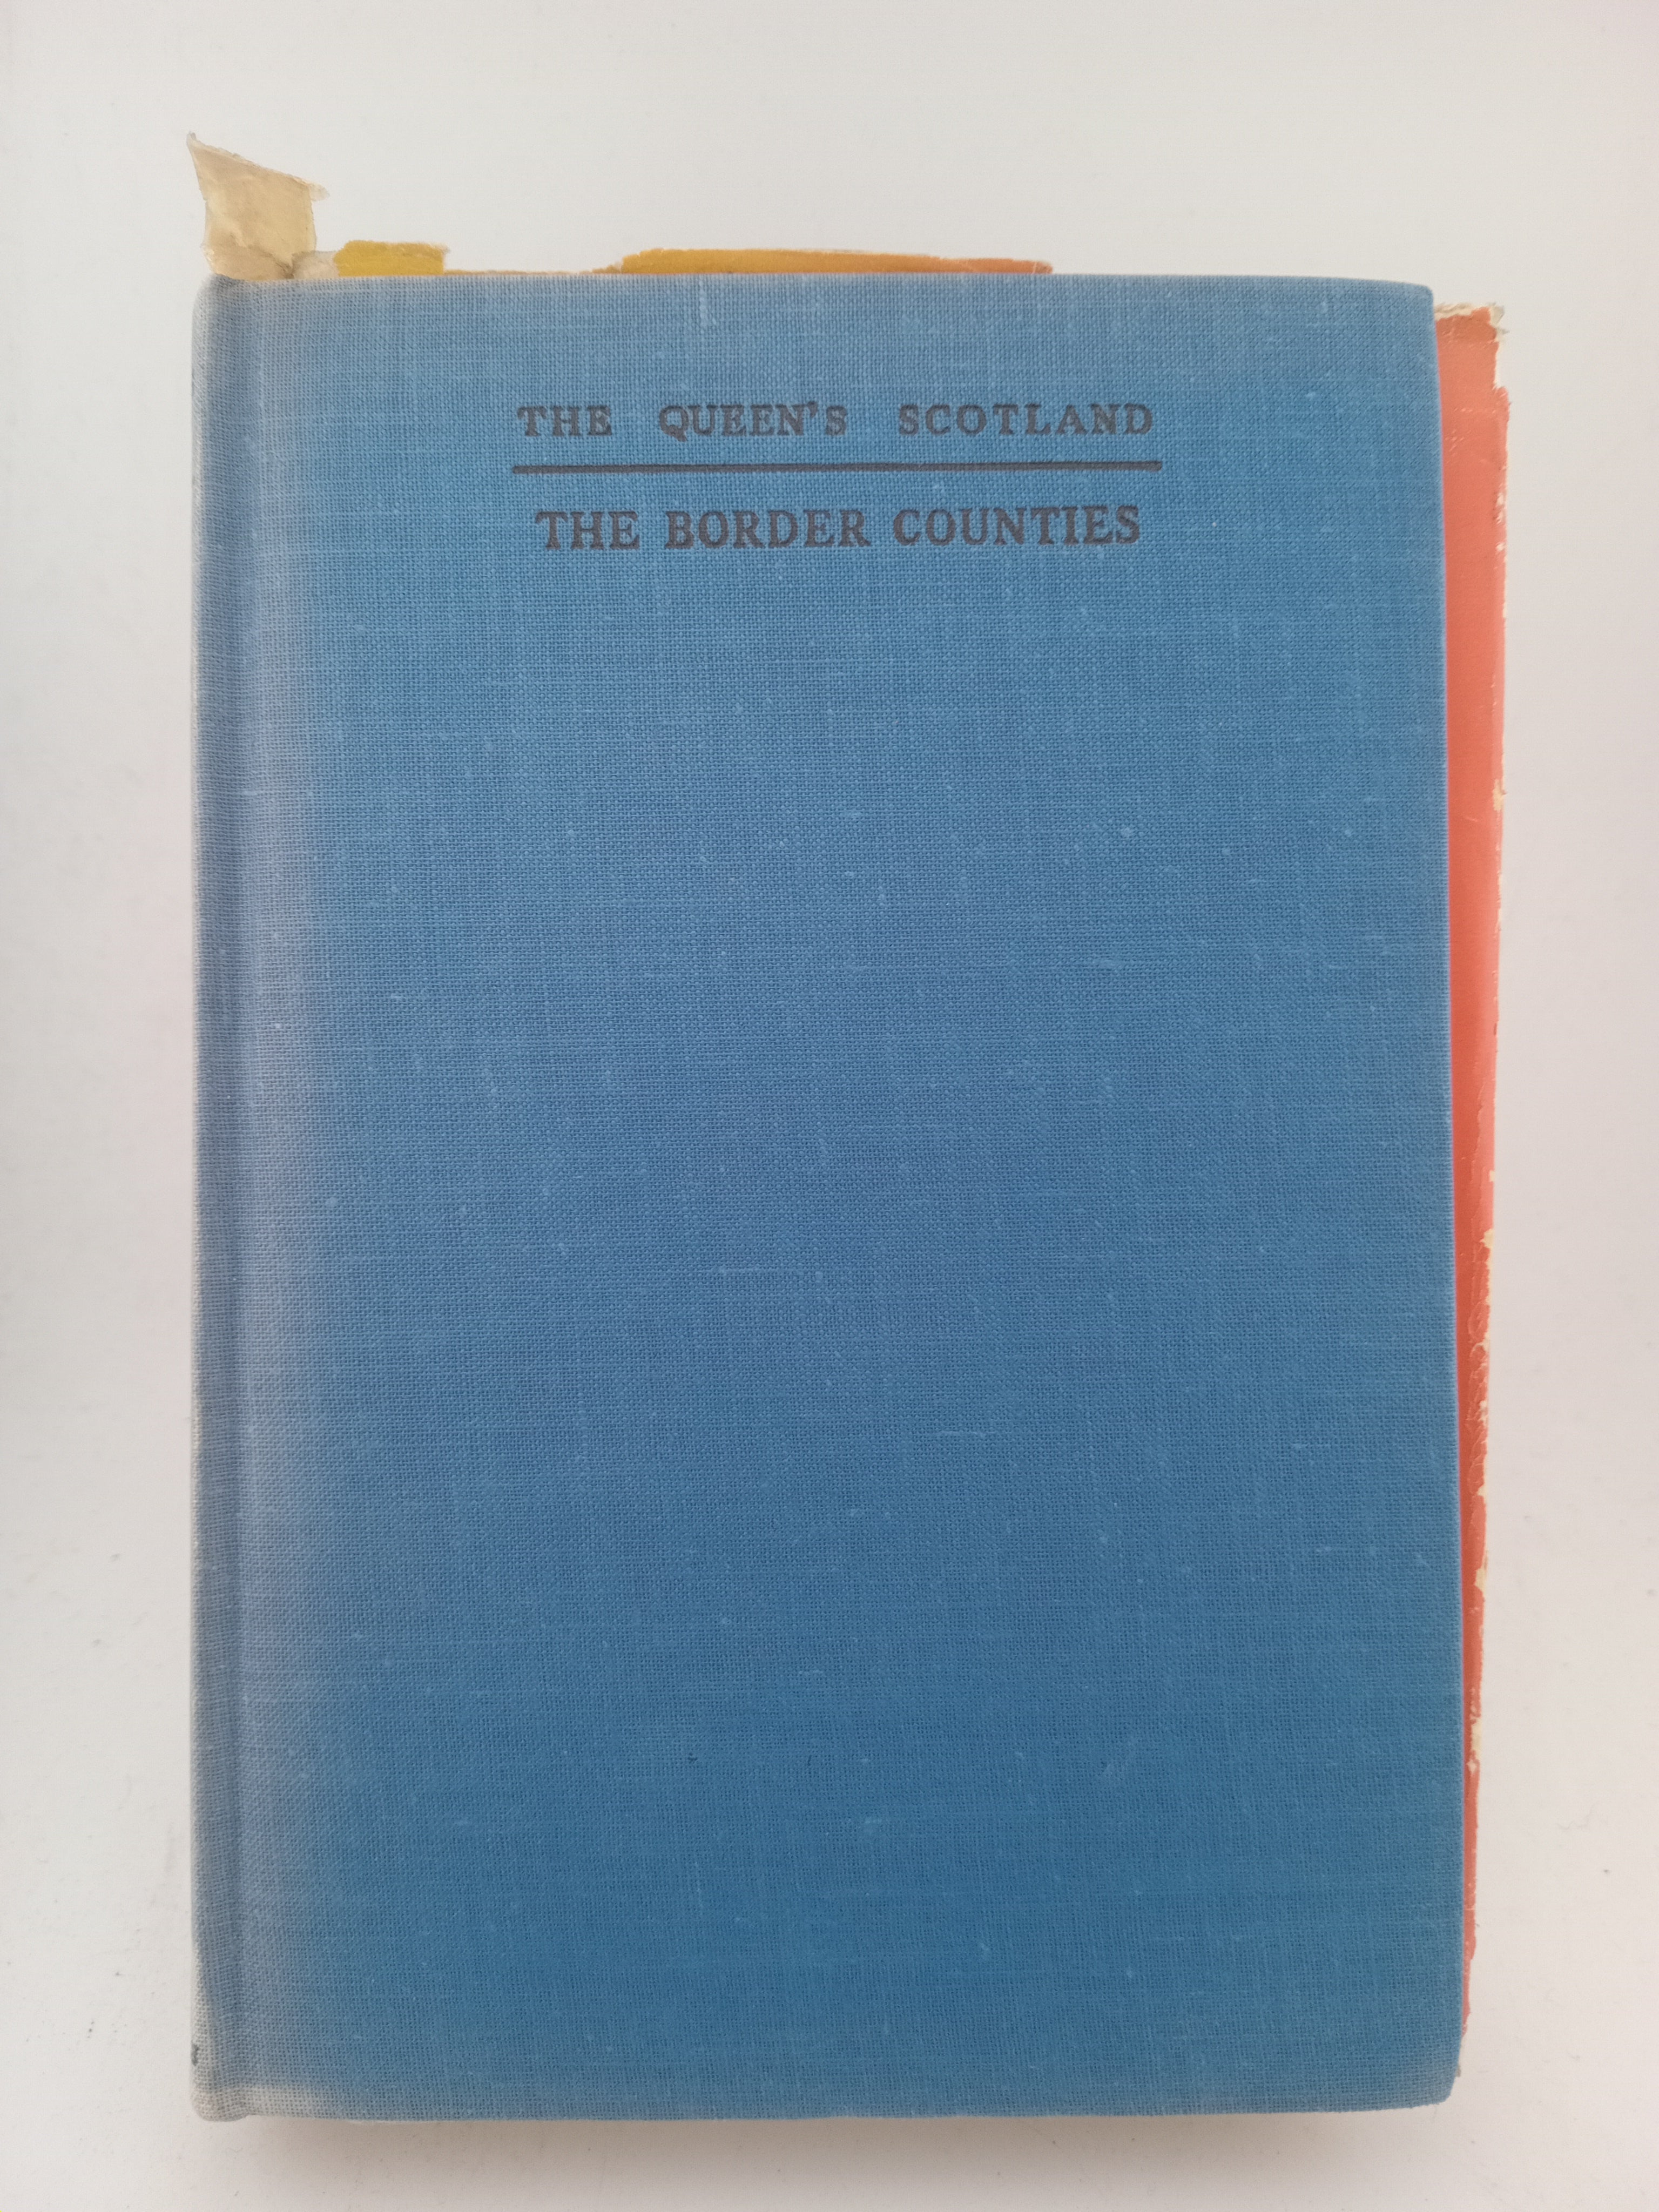 THE QUEEN'S SCOTLAND
THE BORDER COUNTIES